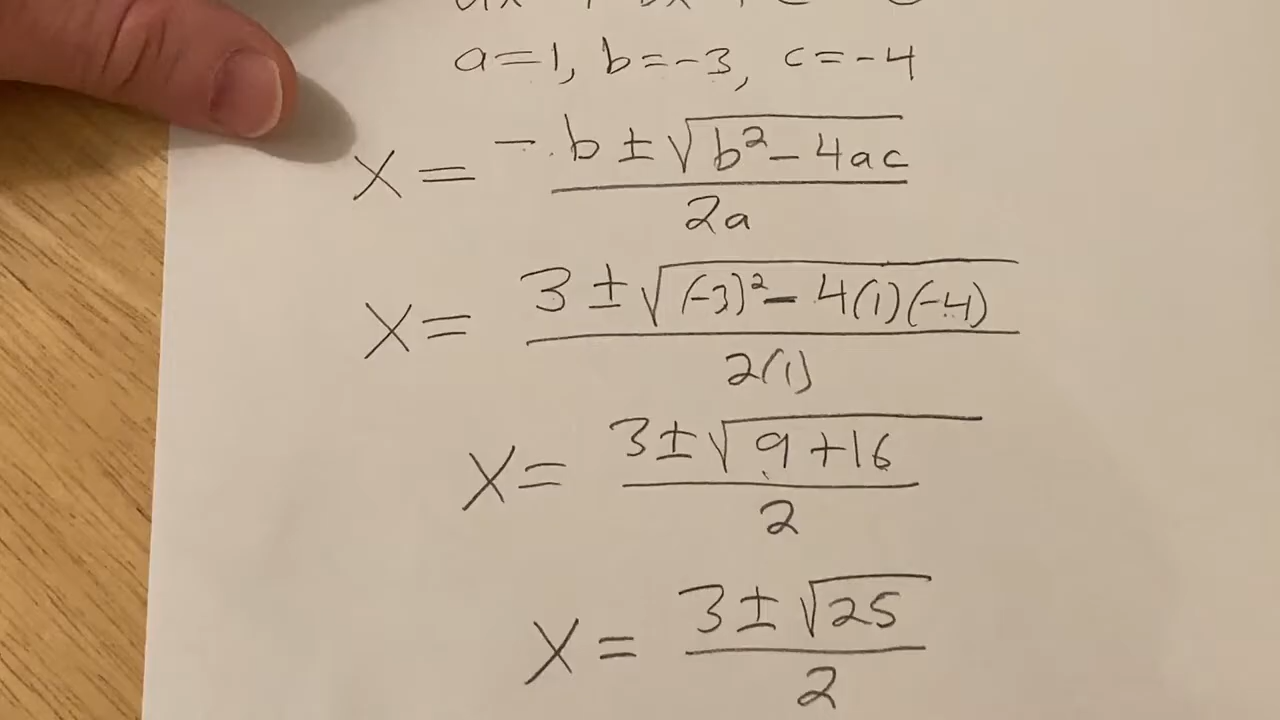 a=1, b=-3, c=-4
x = -b ± √(b² - 4ac) / 2a
x = 3 ± √((-3)² - 4(1)(-4)) / 2(1)
x = 3 ± √(9 + 16) / 2
x = 3 ± √25 / 2